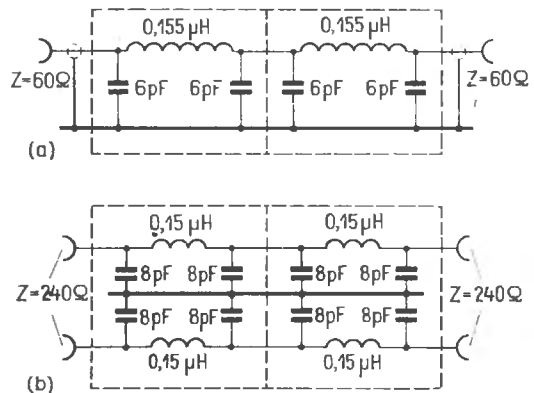 0,155 µH 0,155 µH
Z=60Ω 6pF 6pF 6pF 6pF Z=60Ω
(a)
0,15 µH 0,15 µH
8pF 8pF 8pF 8pF
Z=240Ω Z=240Ω
8pF 8pF 8pF 8pF
0,15 µH 0,15 µH
(b)